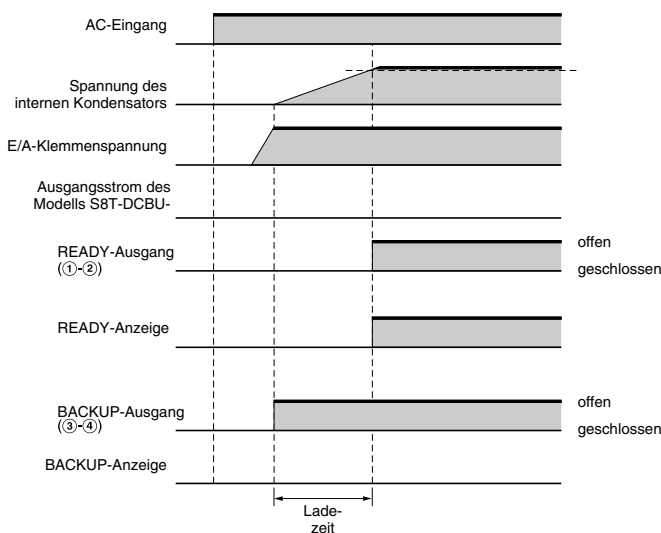 AC-Eingang
Spannung des
internen Kondensators
E/A-Klemmenspannung
Ausgangsstrom des
Modells S8T-DCBU-
READY-Ausgang
(①-②)
offen
geschlossen
READY-Anzeige
BACKUP-Ausgang
(③-④)
offen
geschlossen
BACKUP-Anzeige
Lade-
zeit